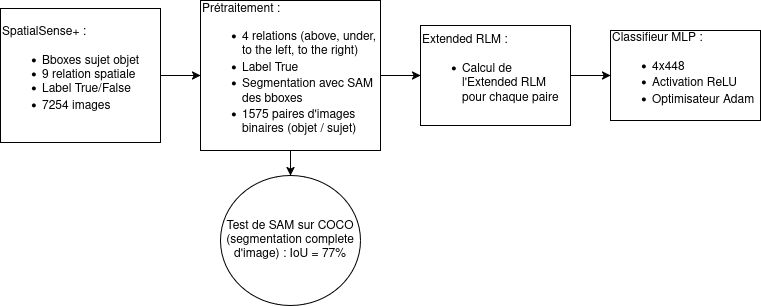 SpatialSense+ :
Bboxes sujet objet
9 relation spatiale
Label True/False
7254 images
Prétraitement :
4 relations (above, under,
to the left, to the right)
Label True
Segmentation avec SAM
des bboxes
1575 paires d'images
binaires (objet / sujet)
Extended RLM :
Calcul de
l'Extended RLM
pour chaque paire
Classifieur MLP :
4x448
Activation ReLU
Optimisateur Adam
Test de SAM sur COCO
(segmentation complete
d'image) : IoU = 77%